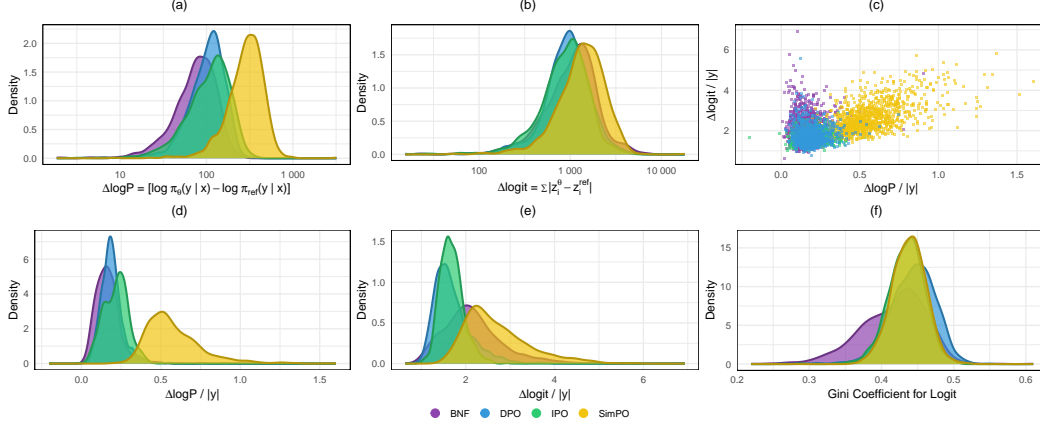 (a)
(b)
(c)
Density
2.0
1.5
1.0
0.5
0.0
10
100
1 000
ΔlogP = [log πθ(y | x) − log πref(y | x)]
Density
1.5
1.0
0.5
0.0
100
1 000
10 000
Δlogit = Σ|zᵢᶿ − zᵢʳᵉᶠ|
Δlogit / |y|
6
4
2
0.0
0.5
1.0
1.5
ΔlogP / |y|
(d)
(e)
(f)
Density
6
4
2
0
0.0
0.5
1.0
1.5
ΔlogP / |y|
Density
1.5
1.0
0.5
0.0
2
4
6
Δlogit / |y|
Density
15
10
5
0
0.2
0.3
0.4
0.5
0.6
Gini Coefficient for Logit
BNF DPO IPO SimPO